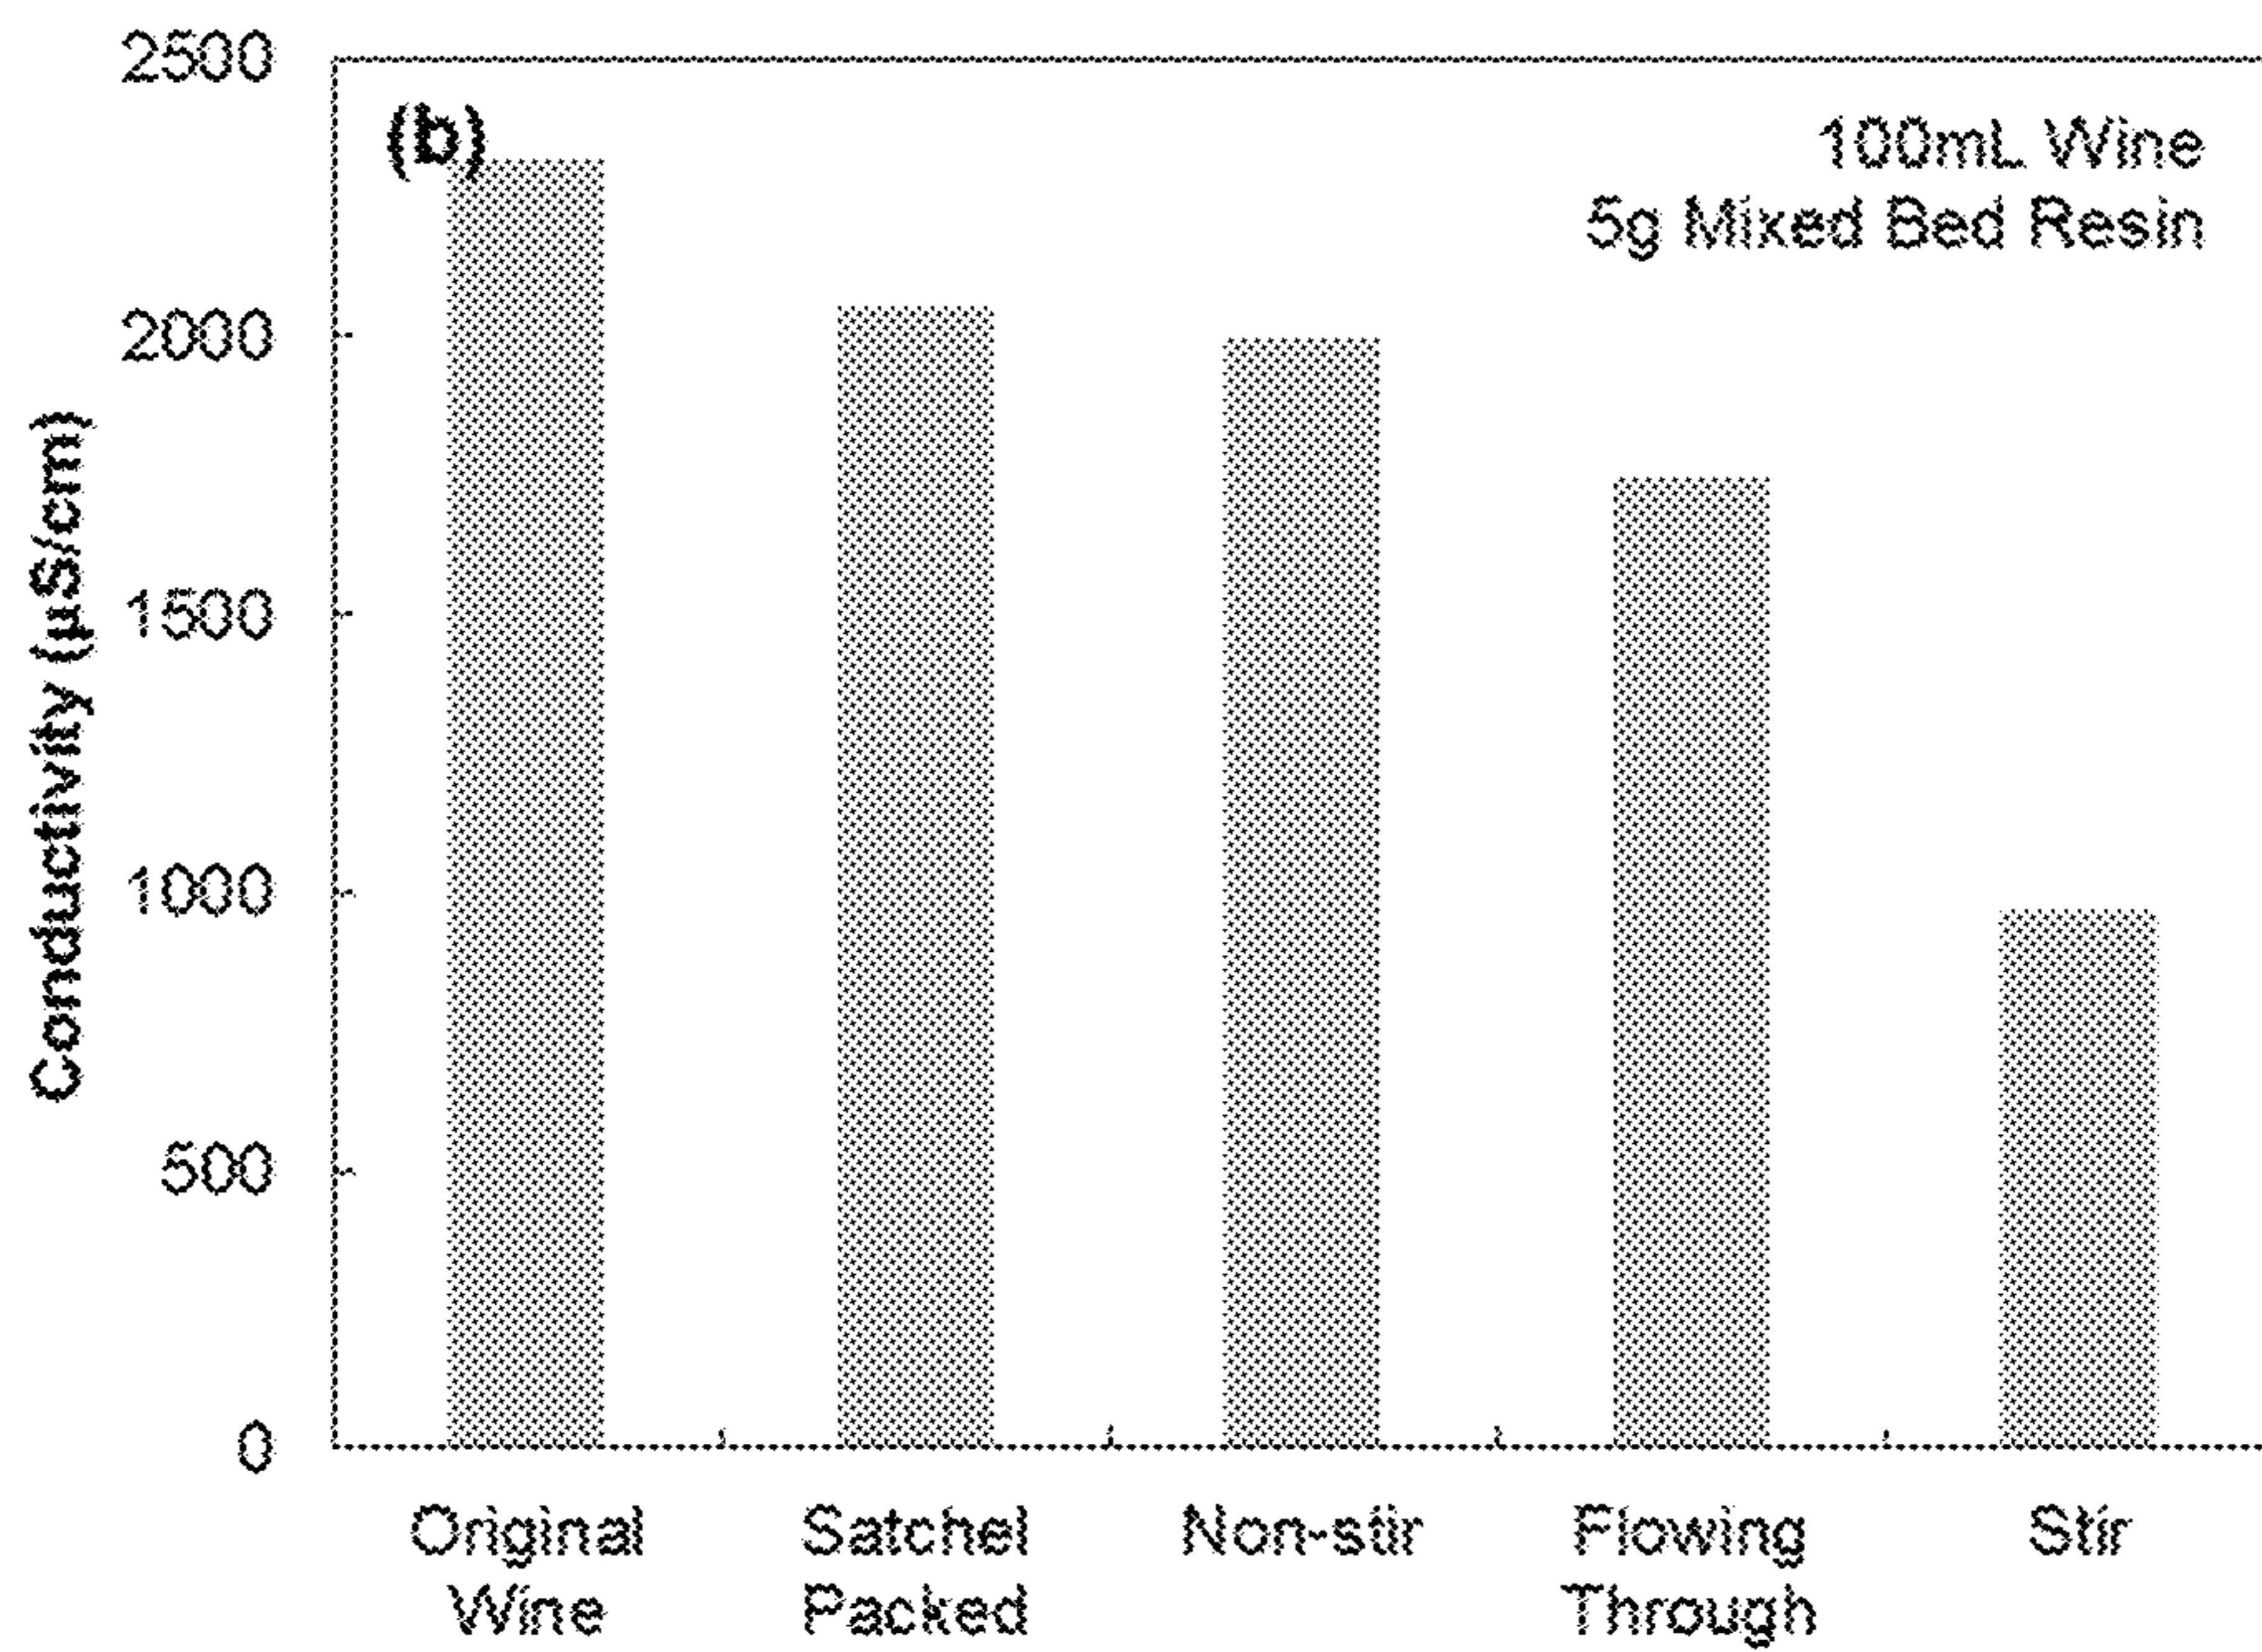 2500
2000
1500
1000
500
0
Conductivity (µS/cm)
(b)
100mL Wine
5g Mixed Bed Resin
Original
Wine
Satchel
Packed
Non-stir
Flowing
Through
Stir